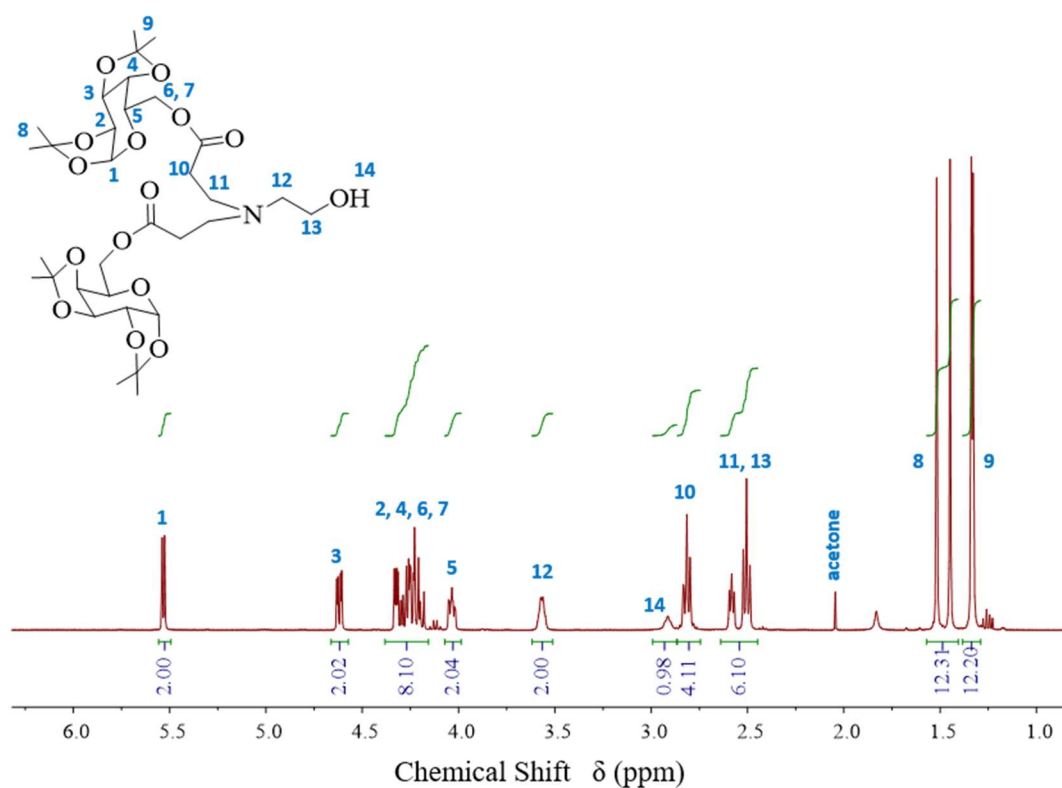 9
O
O
4
O
O
3
6, 7
5
O
O
2
8
O
O
O
1
10
11
12
14
OH
O
N
13
O
O
O
O
O
O
O
11, 13
8
9
10
1
2, 4, 6, 7
acetone
3
5
12
14
2.00
2.02
8.10
2.04
2.00
0.98
4.11
6.10
12.31
12.20
6.0
5.5
5.0
4.5
4.0
3.5
3.0
2.5
2.0
1.5
1.0
Chemical Shift δ (ppm)